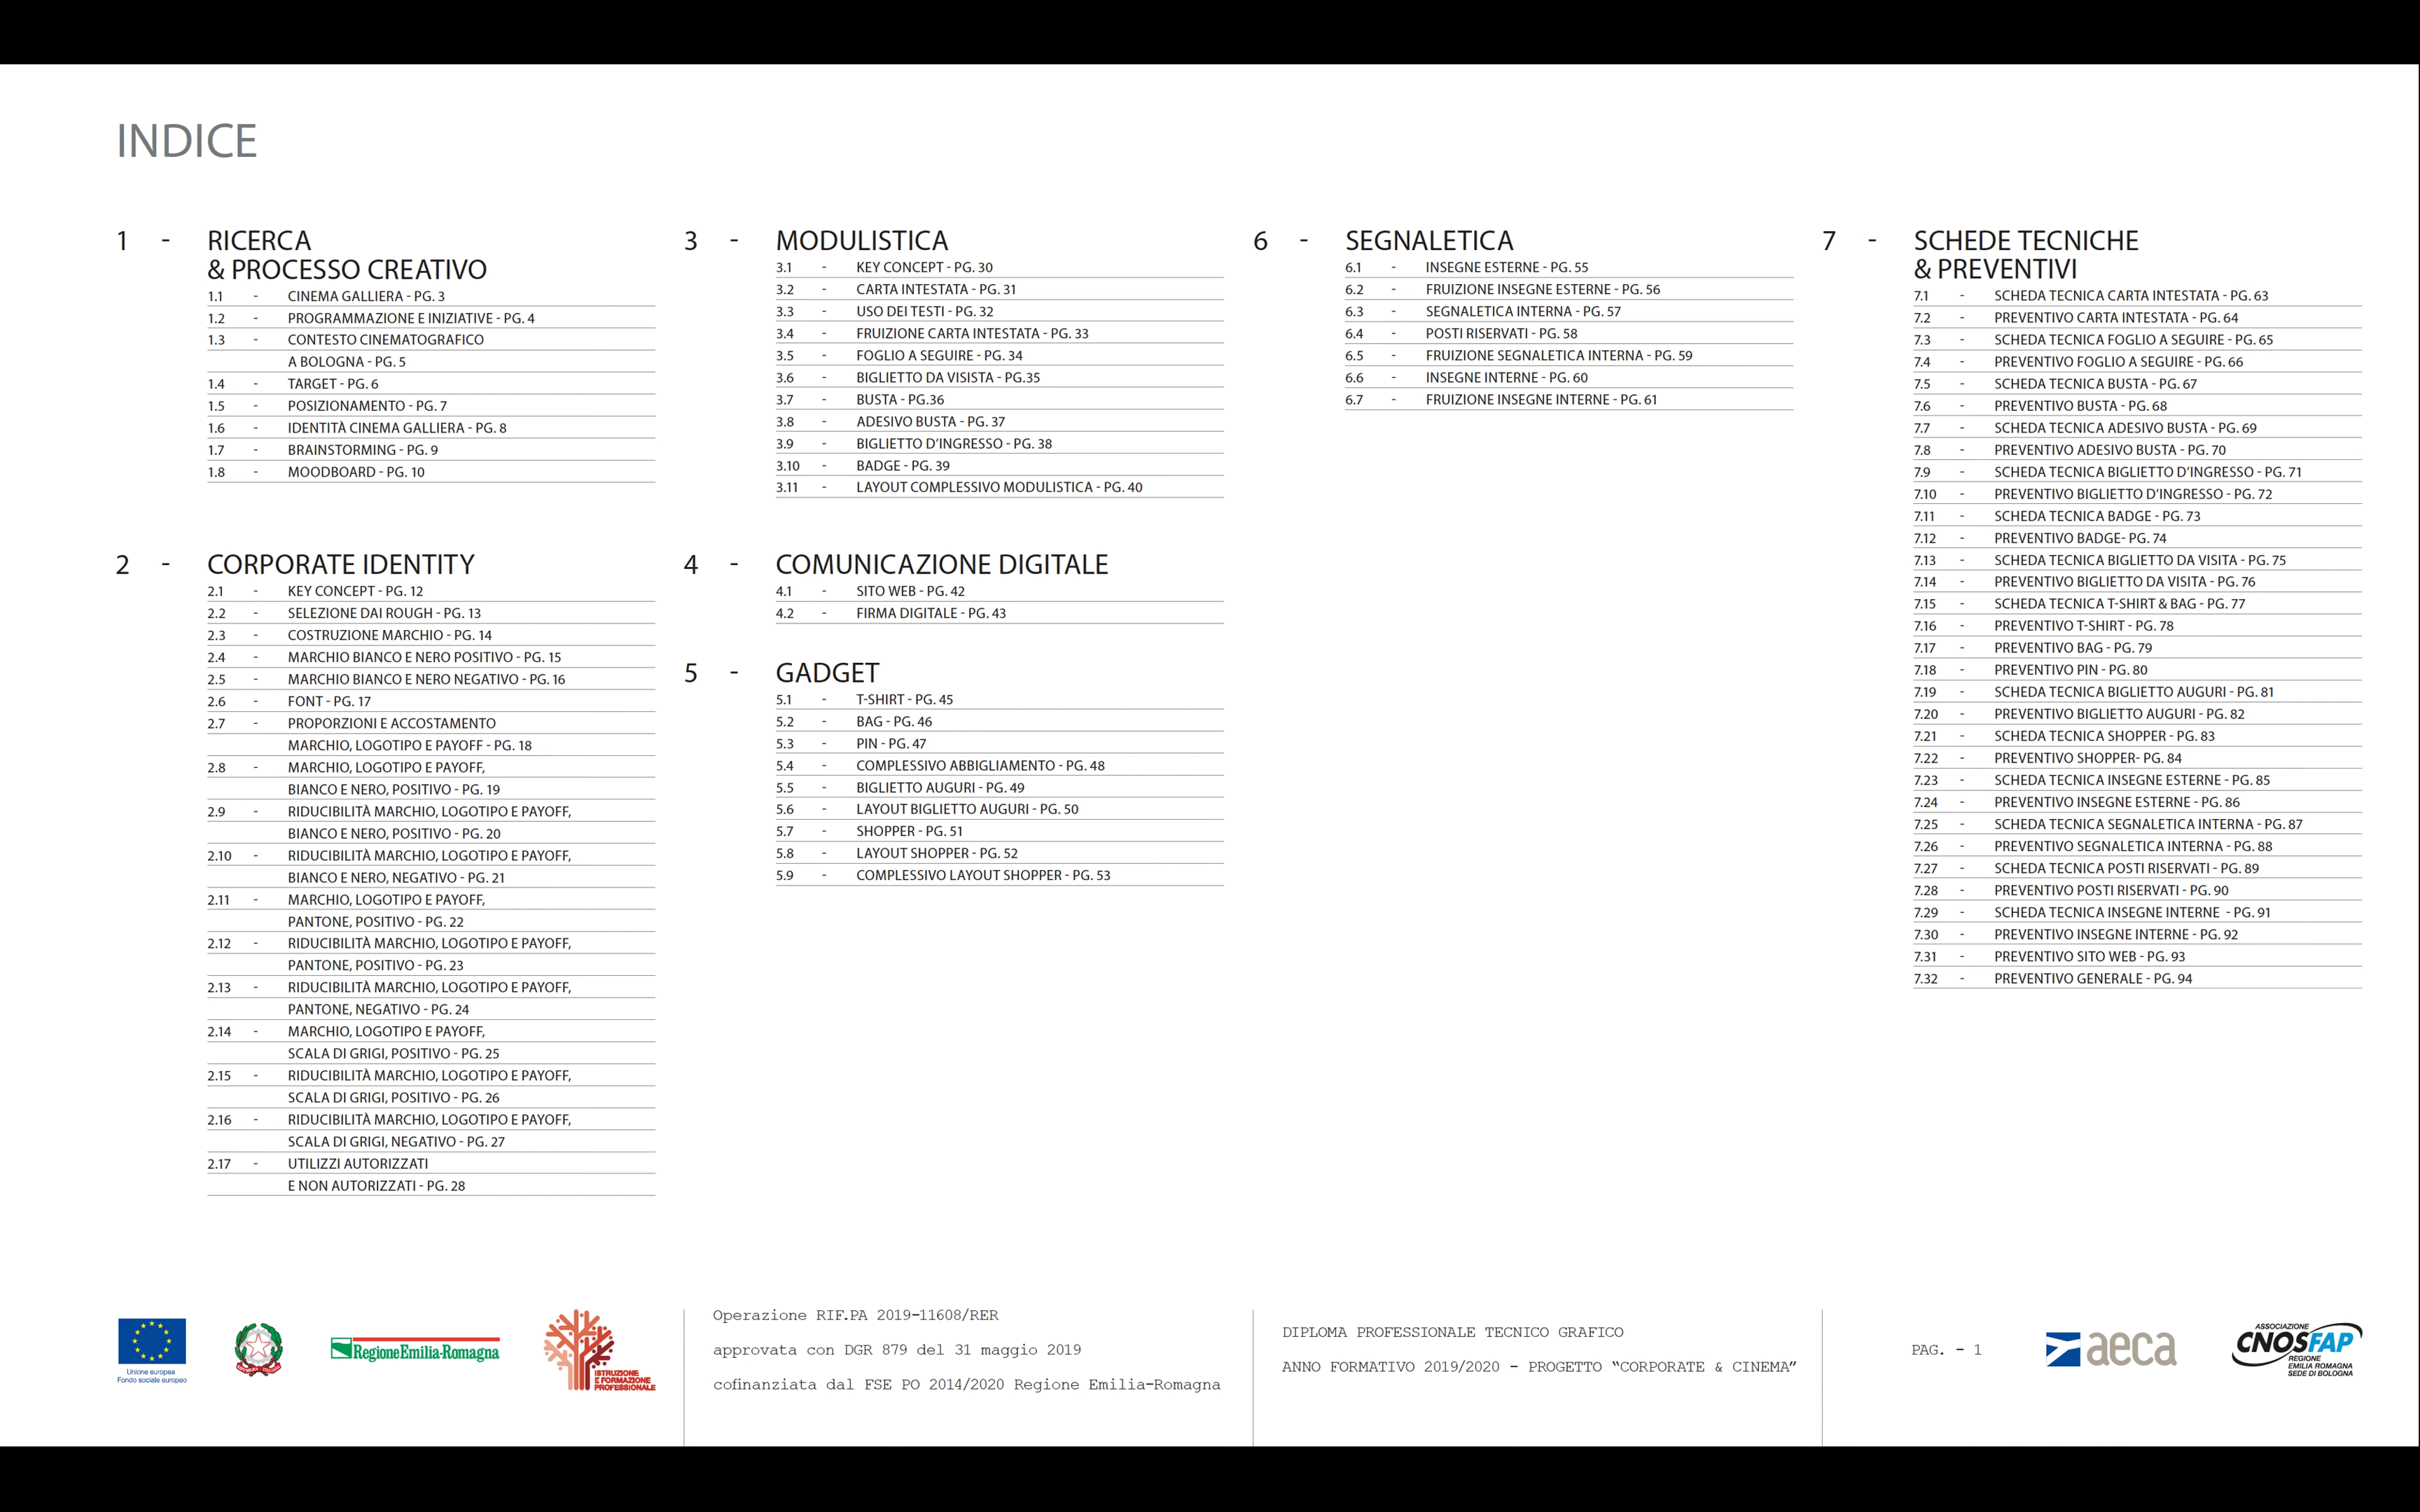 INDICE
1 - RICERCA
& PROCESSO CREATIVO
1.1 - CINEMA GALLIERA - PG. 3
1.2 - PROGRAMMAZIONE E INIZIATIVE - PG. 4
1.3 - CONTESTO CINEMATOGRAFICO
A BOLOGNA - PG. 5
1.4 - TARGET - PG. 6
1.5 - POSIZIONAMENTO - PG. 7
1.6 - IDENTITÀ CINEMA GALLIERA - PG. 8
1.7 - BRAINSTORMING - PG. 9
1.8 - MOODBOARD - PG. 10
2 - CORPORATE IDENTITY
2.1 - KEY CONCEPT - PG. 12
2.2 - SELEZIONE DAI ROUGH - PG. 13
2.3 - COSTRUZIONE MARCHIO - PG. 14
2.4 - MARCHIO BIANCO E NERO POSITIVO - PG. 15
2.5 - MARCHIO BIANCO E NERO NEGATIVO - PG. 16
2.6 - FONT - PG. 17
2.7 - PROPORZIONI E ACCOSTAMENTO
MARCHIO, LOGOTIPO E PAYOFF - PG. 18
2.8 - MARCHIO, LOGOTIPO E PAYOFF,
BIANCO E NERO, POSITIVO - PG. 19
2.9 - RIDUCIBILITÀ MARCHIO, LOGOTIPO E PAYOFF,
BIANCO E NERO, POSITIVO - PG. 20
2.10 - RIDUCIBILITÀ MARCHIO, LOGOTIPO E PAYOFF,
BIANCO E NERO, NEGATIVO - PG. 21
2.11 - MARCHIO, LOGOTIPO E PAYOFF,
PANTONE, POSITIVO - PG. 22
2.12 - RIDUCIBILITÀ MARCHIO, LOGOTIPO E PAYOFF,
PANTONE, POSITIVO - PG. 23
2.13 - RIDUCIBILITÀ MARCHIO, LOGOTIPO E PAYOFF,
PANTONE, NEGATIVO - PG. 24
2.14 - MARCHIO, LOGOTIPO E PAYOFF,
SCALA DI GRIGI, POSITIVO - PG. 25
2.15 - RIDUCIBILITÀ MARCHIO, LOGOTIPO E PAYOFF,
SCALA DI GRIGI, POSITIVO - PG. 26
2.16 - RIDUCIBILITÀ MARCHIO, LOGOTIPO E PAYOFF,
SCALA DI GRIGI, NEGATIVO - PG. 27
2.17 - UTILIZZI AUTORIZZATI
E NON AUTORIZZATI - PG. 28
3 - MODULISTICA
3.1 - KEY CONCEPT - PG. 30
3.2 - CARTA INTESTATA - PG. 31
3.3 - USO DEI TESTI - PG. 32
3.4 - FRUIZIONE CARTA INTESTATA - PG. 33
3.5 - FOGLIO A SEGUIRE - PG. 34
3.6 - BIGLIETTO DA VISISTA - PG.35
3.7 - BUSTA - PG.36
3.8 - ADESIVO BUSTA - PG. 37
3.9 - BIGLIETTO D'INGRESSO - PG. 38
3.10 - BADGE - PG. 39
3.11 - LAYOUT COMPLESSIVO MODULISTICA - PG. 40
4 - COMUNICAZIONE DIGITALE
4.1 - SITO WEB - PG. 42
4.2 - FIRMA DIGITALE - PG. 43
5 - GADGET
5.1 - T-SHIRT - PG. 45
5.2 - BAG - PG. 46
5.3 - PIN - PG. 47
5.4 - COMPLESSIVO ABBIGLIAMENTO - PG. 48
5.5 - BIGLIETTO AUGURI - PG. 49
5.6 - LAYOUT BIGLIETTO AUGURI - PG. 50
5.7 - SHOPPER - PG. 51
5.8 - LAYOUT SHOPPER - PG. 52
5.9 - COMPLESSIVO LAYOUT SHOPPER - PG. 53
6 - SEGNALETICA
6.1 - INSEGNE ESTERNE - PG. 55
6.2 - FRUIZIONE INSEGNE ESTERNE - PG. 56
6.3 - SEGNALETICA INTERNA - PG. 57
6.4 - POSTI RISERVATI - PG. 58
6.5 - FRUIZIONE SEGNALETICA INTERNA - PG. 59
6.6 - INSEGNE INTERNE - PG. 60
6.7 - FRUIZIONE INSEGNE INTERNE - PG. 61
7 - SCHEDE TECNICHE
& PREVENTIVI
7.1 - SCHEDA TECNICA CARTA INTESTATA - PG. 63
7.2 - PREVENTIVO CARTA INTESTATA - PG. 64
7.3 - SCHEDA TECNICA FOGLIO A SEGUIRE - PG. 65
7.4 - PREVENTIVO FOGLIO A SEGUIRE - PG. 66
7.5 - SCHEDA TECNICA BUSTA - PG. 67
7.6 - PREVENTIVO BUSTA - PG. 68
7.7 - SCHEDA TECNICA ADESIVO BUSTA - PG. 69
7.8 - PREVENTIVO ADESIVO BUSTA - PG. 70
7.9 - SCHEDA TECNICA BIGLIETTO D'INGRESSO - PG. 71
7.10 - PREVENTIVO BIGLIETTO D'INGRESSO - PG. 72
7.11 - SCHEDA TECNICA BADGE - PG. 73
7.12 - PREVENTIVO BADGE- PG. 74
7.13 - SCHEDA TECNICA BIGLIETTO DA VISITA - PG. 75
7.14 - PREVENTIVO BIGLIETTO DA VISITA - PG. 76
7.15 - SCHEDA TECNICA T-SHIRT & BAG - PG. 77
7.16 - PREVENTIVO T-SHIRT - PG. 78
7.17 - PREVENTIVO BAG - PG. 79
7.18 - PREVENTIVO PIN - PG. 80
7.19 - SCHEDA TECNICA BIGLIETTO AUGURI - PG. 81
7.20 - PREVENTIVO BIGLIETTO AUGURI - PG. 82
7.21 - SCHEDA TECNICA SHOPPER - PG. 83
7.22 - PREVENTIVO SHOPPER- PG. 84
7.23 - SCHEDA TECNICA INSEGNE ESTERNE - PG. 85
7.24 - PREVENTIVO INSEGNE ESTERNE - PG. 86
7.25 - SCHEDA TECNICA SEGNALETICA INTERNA - PG. 87
7.26 - PREVENTIVO SEGNALETICA INTERNA - PG. 88
7.27 - SCHEDA TECNICA POSTI RISERVATI - PG. 89
7.28 - PREVENTIVO POSTI RISERVATI - PG. 90
7.29 - SCHEDA TECNICA INSEGNE INTERNE - PG. 91
7.30 - PREVENTIVO INSEGNE INTERNE - PG. 92
7.31 - PREVENTIVO SITO WEB - PG. 93
7.32 - PREVENTIVO GENERALE - PG. 94
Unione europea
Fondo sociale europeo
RegioneEmilia-Romagna
ISTRUZIONE
E FORMAZIONE
PROFESSIONALE
Operazione RIF.PA 2019-11608/RER
approvata con DGR 879 del 31 maggio 2019
cofinanziata dal FSE PO 2014/2020 Regione Emilia-Romagna
DIPLOMA PROFESSIONALE TECNICO GRAFICO
ANNO FORMATIVO 2019/2020 - PROGETTO "CORPORATE & CINEMA"
PAG. - 1
aeca
ASSOCIAZIONE
CNOSFAP
REGIONE
EMILIA ROMAGNA
SEDE DI BOLOGNA